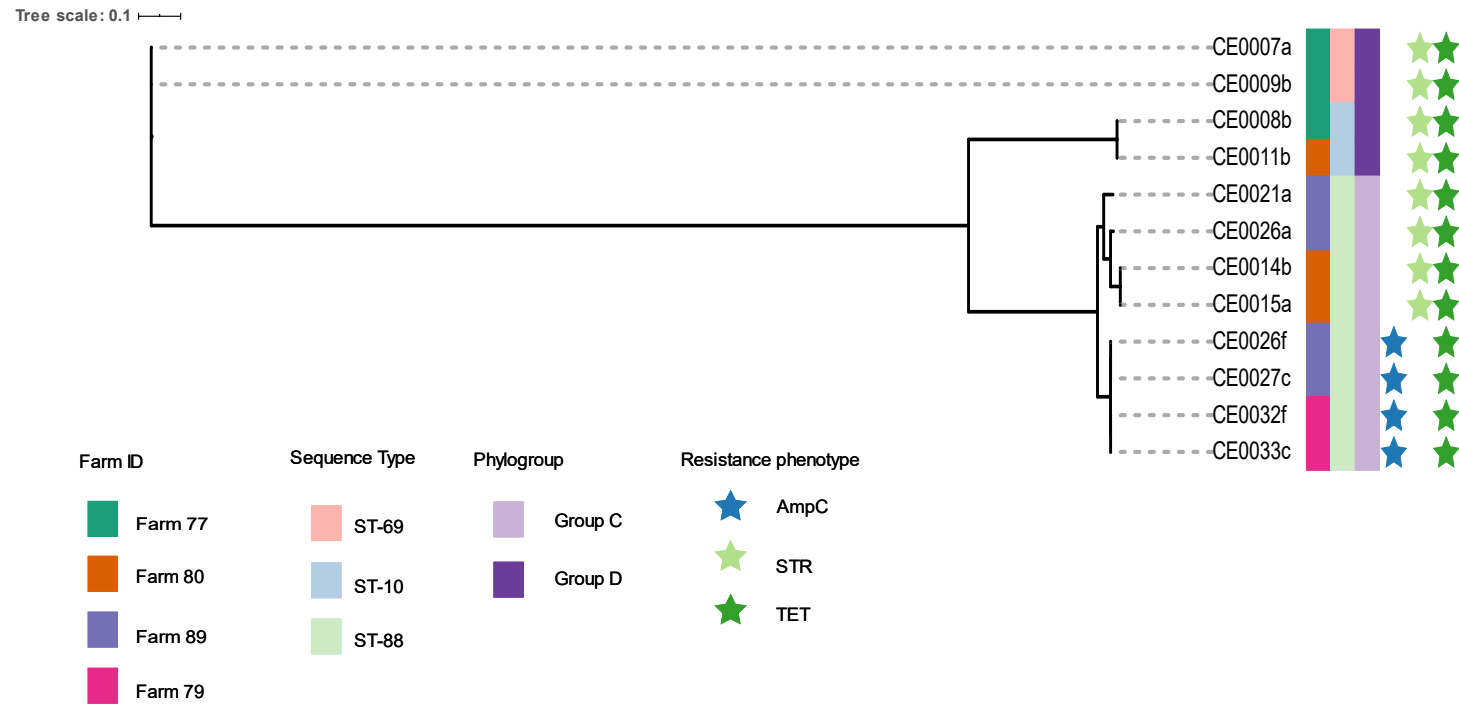 Tree scale: 0.1
CE0007a
CE0009b
CE0008b
CE0011b
CE0021a
CE0026a
CE0014b
CE0015a
CE0026f
CE0027c
CE0032f
CE0033c
Farm ID
Farm 77
Farm 80
Farm 89
Farm 79
Sequence Type
ST-69
ST-10
ST-88
Phylogroup
Group C
Group D
Resistance phenotype
AmpC
STR
TET